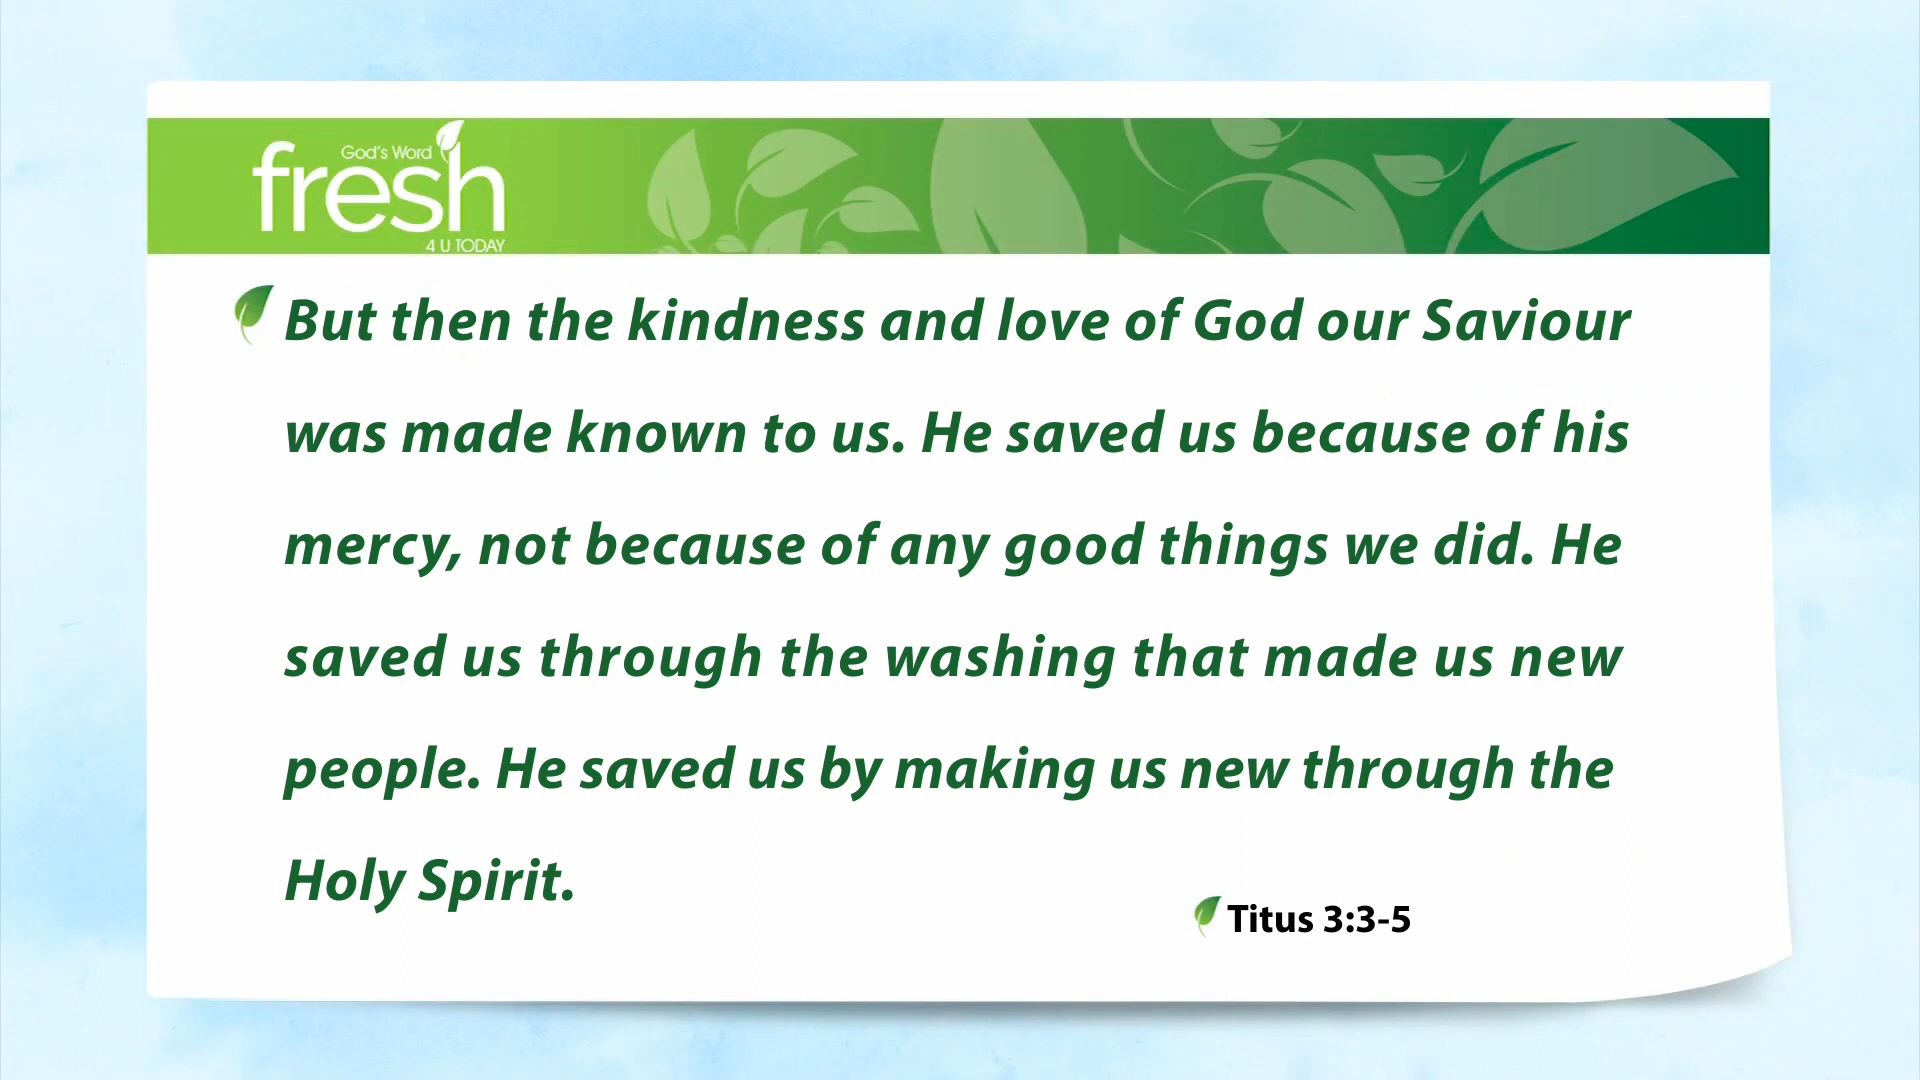 God's Word
fresh
4 U TODAY
But then the kindness and love of God our Saviour
was made known to us. He saved us because of his
mercy, not because of any good things we did. He
saved us through the washing that made us new
people. He saved us by making us new through the
Holy Spirit.
Titus 3:3-5